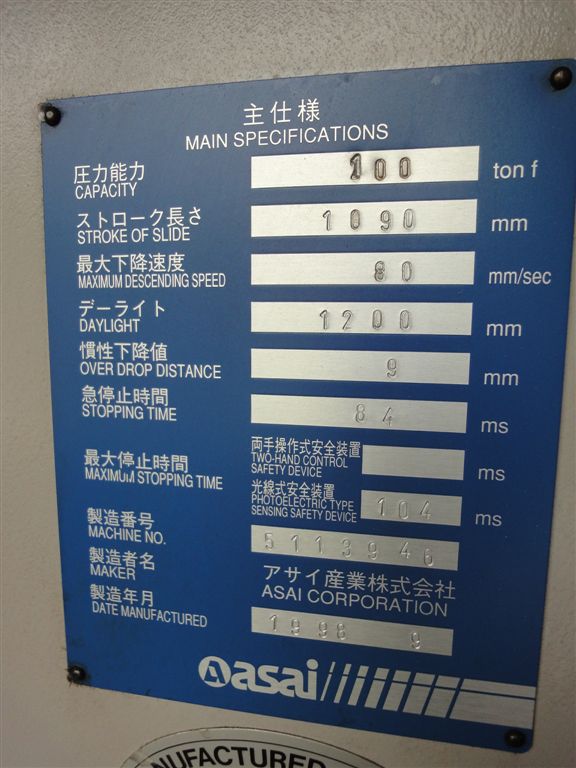 主仕様
MAIN SPECIFICATIONS
圧力能力 100 ton f
CAPACITY
ストローク長さ 1090 mm
STROKE OF SLIDE
最大下降速度 80 mm/sec
MAXIMUM DESCENDING SPEED
デーライト 1200 mm
DAYLIGHT
慣性下降値 9 mm
OVER DROP DISTANCE
急停止時間 84 ms
STOPPING TIME
最大停止時間
MAXIMUM STOPPING TIME
両手操作式安全装置
TWO-HAND CONTROL
SAFETY DEVICE ms
光線式安全装置
PHOTOELECTRIC TYPE 104 ms
SENSING SAFETY DEVICE
製造番号 5113946
MACHINE NO.
製造者名 アサイ産業株式会社
MAKER ASAI CORPORATION
製造年月 1998 9
DATE MANUFACTURED
asai
NUFACTURED